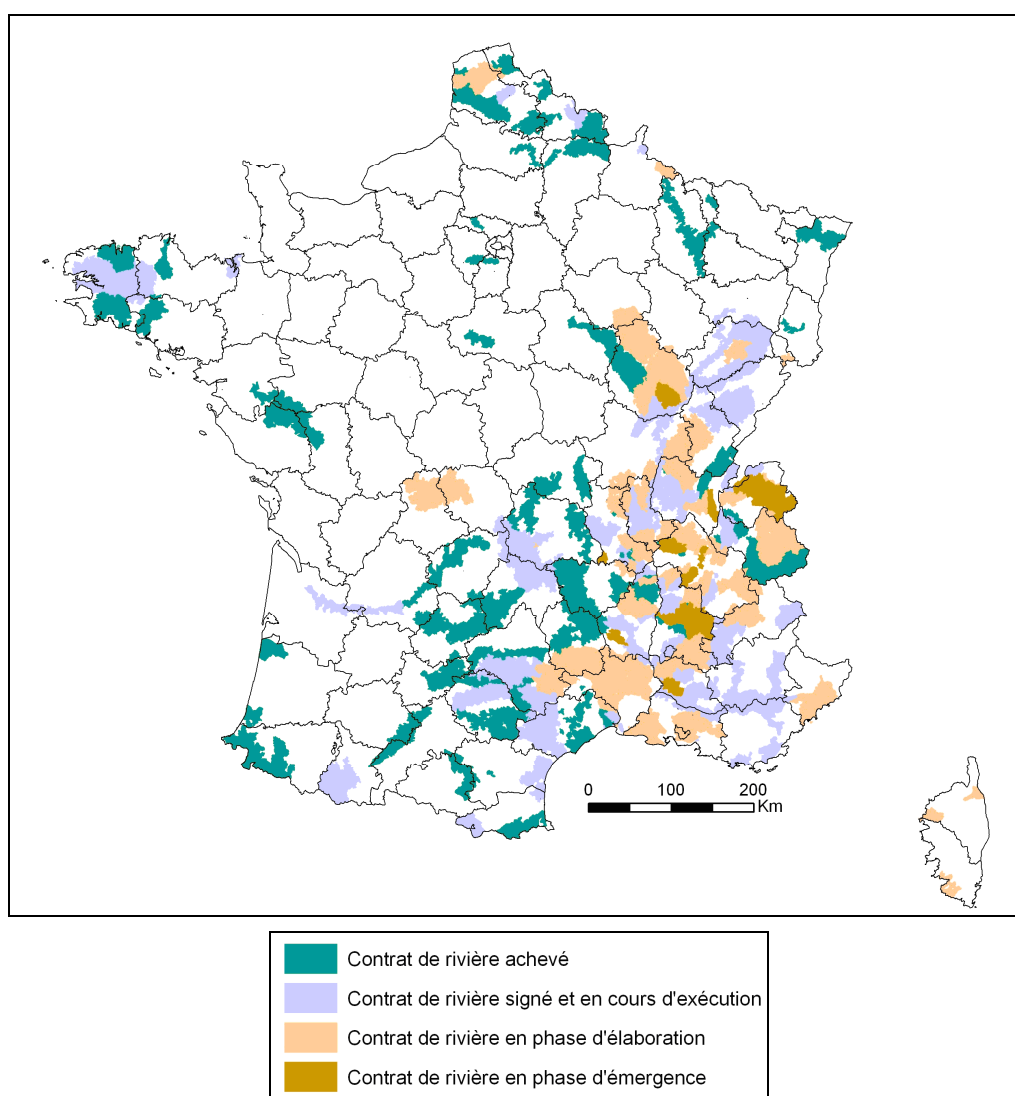 0 100 200
Km
Contrat de rivière achevé
Contrat de rivière signé et en cours d'exécution
Contrat de rivière en phase d'élaboration
Contrat de rivière en phase d'émergence